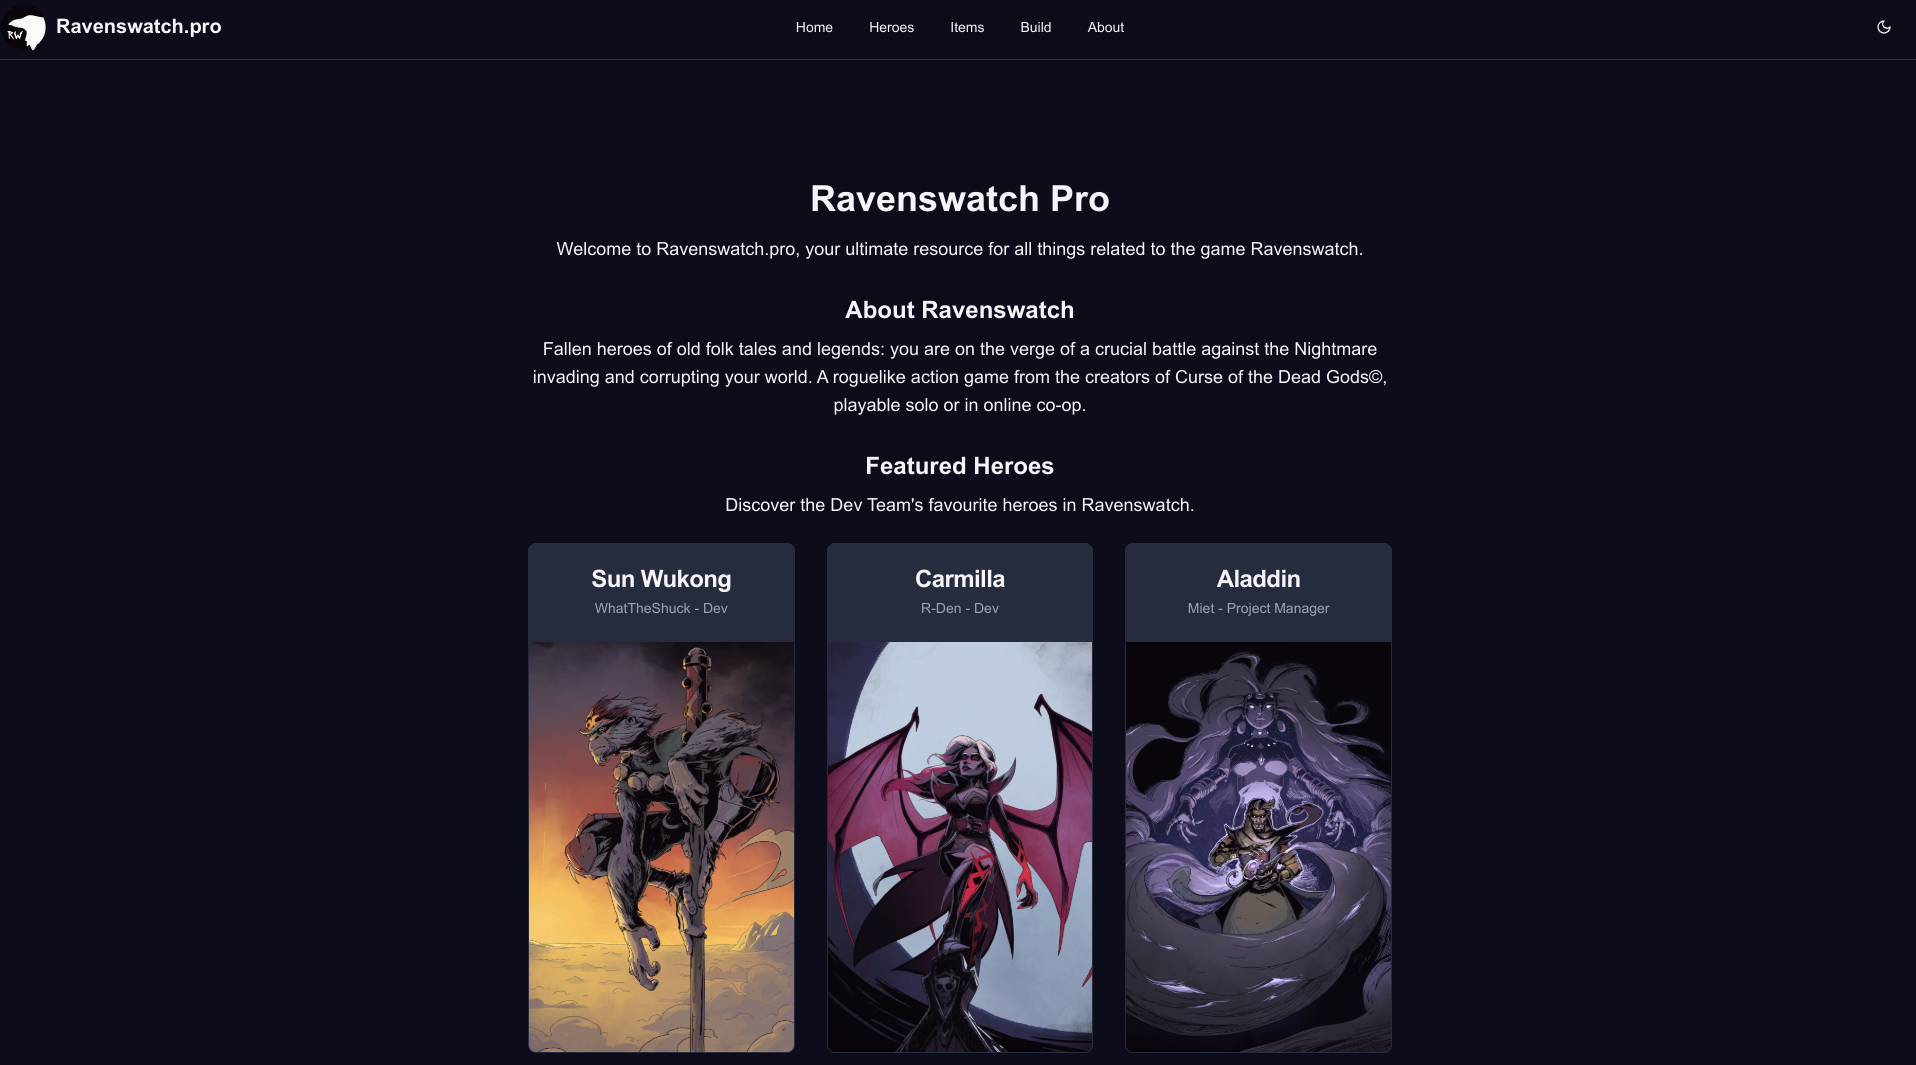 RW
Ravenswatch.pro
Home
Heroes
Items
Build
About
Ravenswatch Pro
Welcome to Ravenswatch.pro, your ultimate resource for all things related to the game Ravenswatch.
About Ravenswatch
Fallen heroes of old folk tales and legends: you are on the verge of a crucial battle against the Nightmare
invading and corrupting your world. A roguelike action game from the creators of Curse of the Dead Gods©,
playable solo or in online co-op.
Featured Heroes
Discover the Dev Team's favourite heroes in Ravenswatch.
Sun Wukong
WhatTheShuck - Dev
Carmilla
R-Den - Dev
Aladdin
Miet - Project Manager